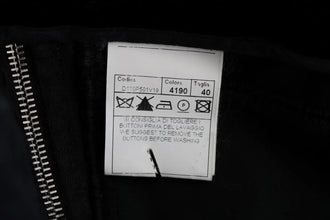 Codice Colore Taglia
D110P501V19 4190 40
SI CONSIGLIA DI TOGLIERE I
BOTTONI PRIMA DEL LAVAGGIO
WE SUGGEST TO REMOVE THE
BUTTONS BEFORE WASHING